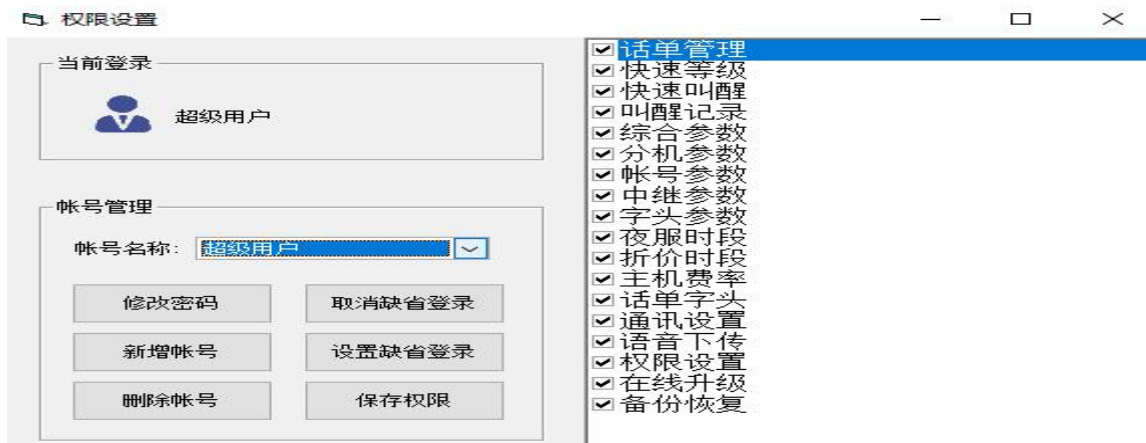 权限设置
当前登录
超级用户
帐号管理
帐号名称: 超级用户
修改密码 取消缺省登录
新增帐号 设置缺省登录
删除帐号 保存权限
话单管理
快速等级
快速叫醒
叫醒记录
综合参数
分机参数
帐号参数
中继参数
字头参数
夜服时段
折价时段
主机费率
话单字头
通讯设置
语音下传
权限设置
在线升级
备份恢复